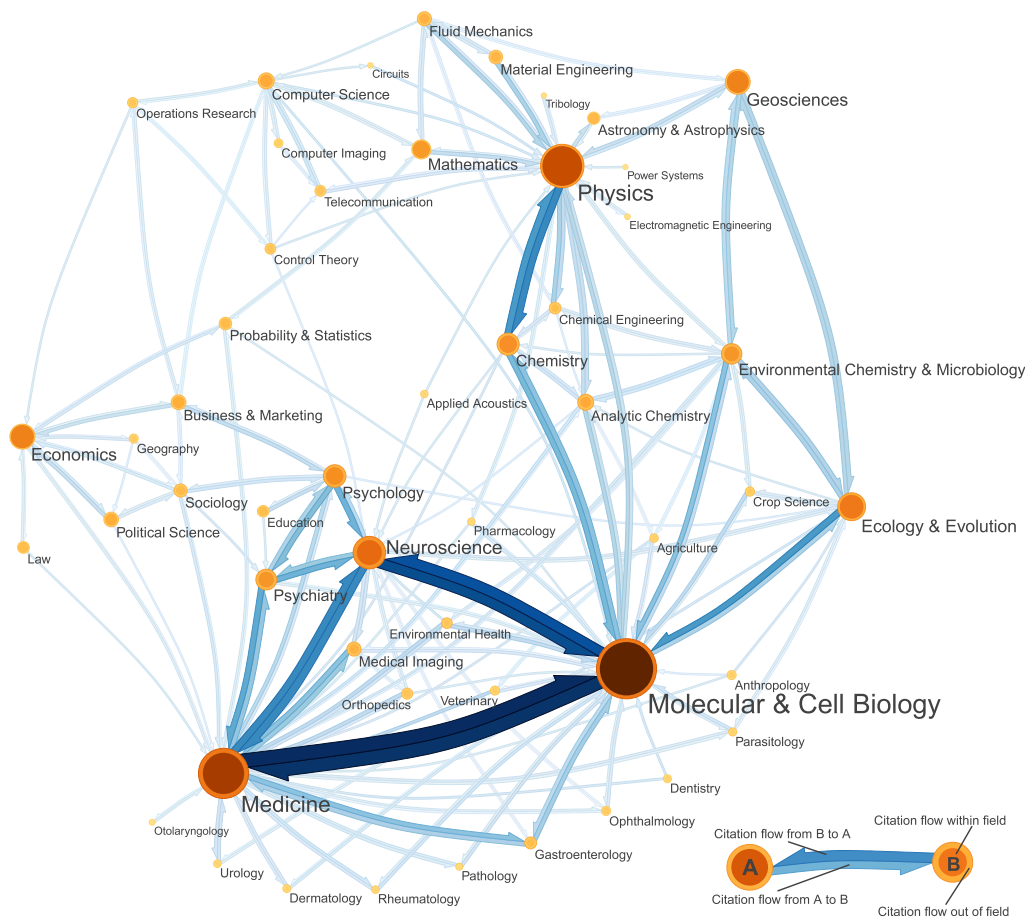 Fluid Mechanics
Circuits
Material Engineering
Computer Science
Geosciences
Tribology
Operations Research
Astronomy & Astrophysics
Computer Imaging
Mathematics
Power Systems
Physics
Telecommunication
Electromagnetic Engineering
Control Theory
Chemical Engineering
Probability & Statistics
Chemistry
Environmental Chemistry & Microbiology
Applied Acoustics
Analytic Chemistry
Business & Marketing
Geography
Economics
Psychology
Sociology
Crop Science
Education
Political Science
Pharmacology
Ecology & Evolution
Neuroscience
Agriculture
Law
Psychiatry
Environmental Health
Medical Imaging
Anthropology
Orthopedics
Veterinary
Molecular & Cell Biology
Parasitology
Dentistry
Medicine
Otolaryngology
Ophthalmology
Gastroenterology
Urology
Pathology
Dermatology
Rheumatology
Citation flow from B to A
Citation flow within field
A
B
Citation flow from A to B
Citation flow out of field